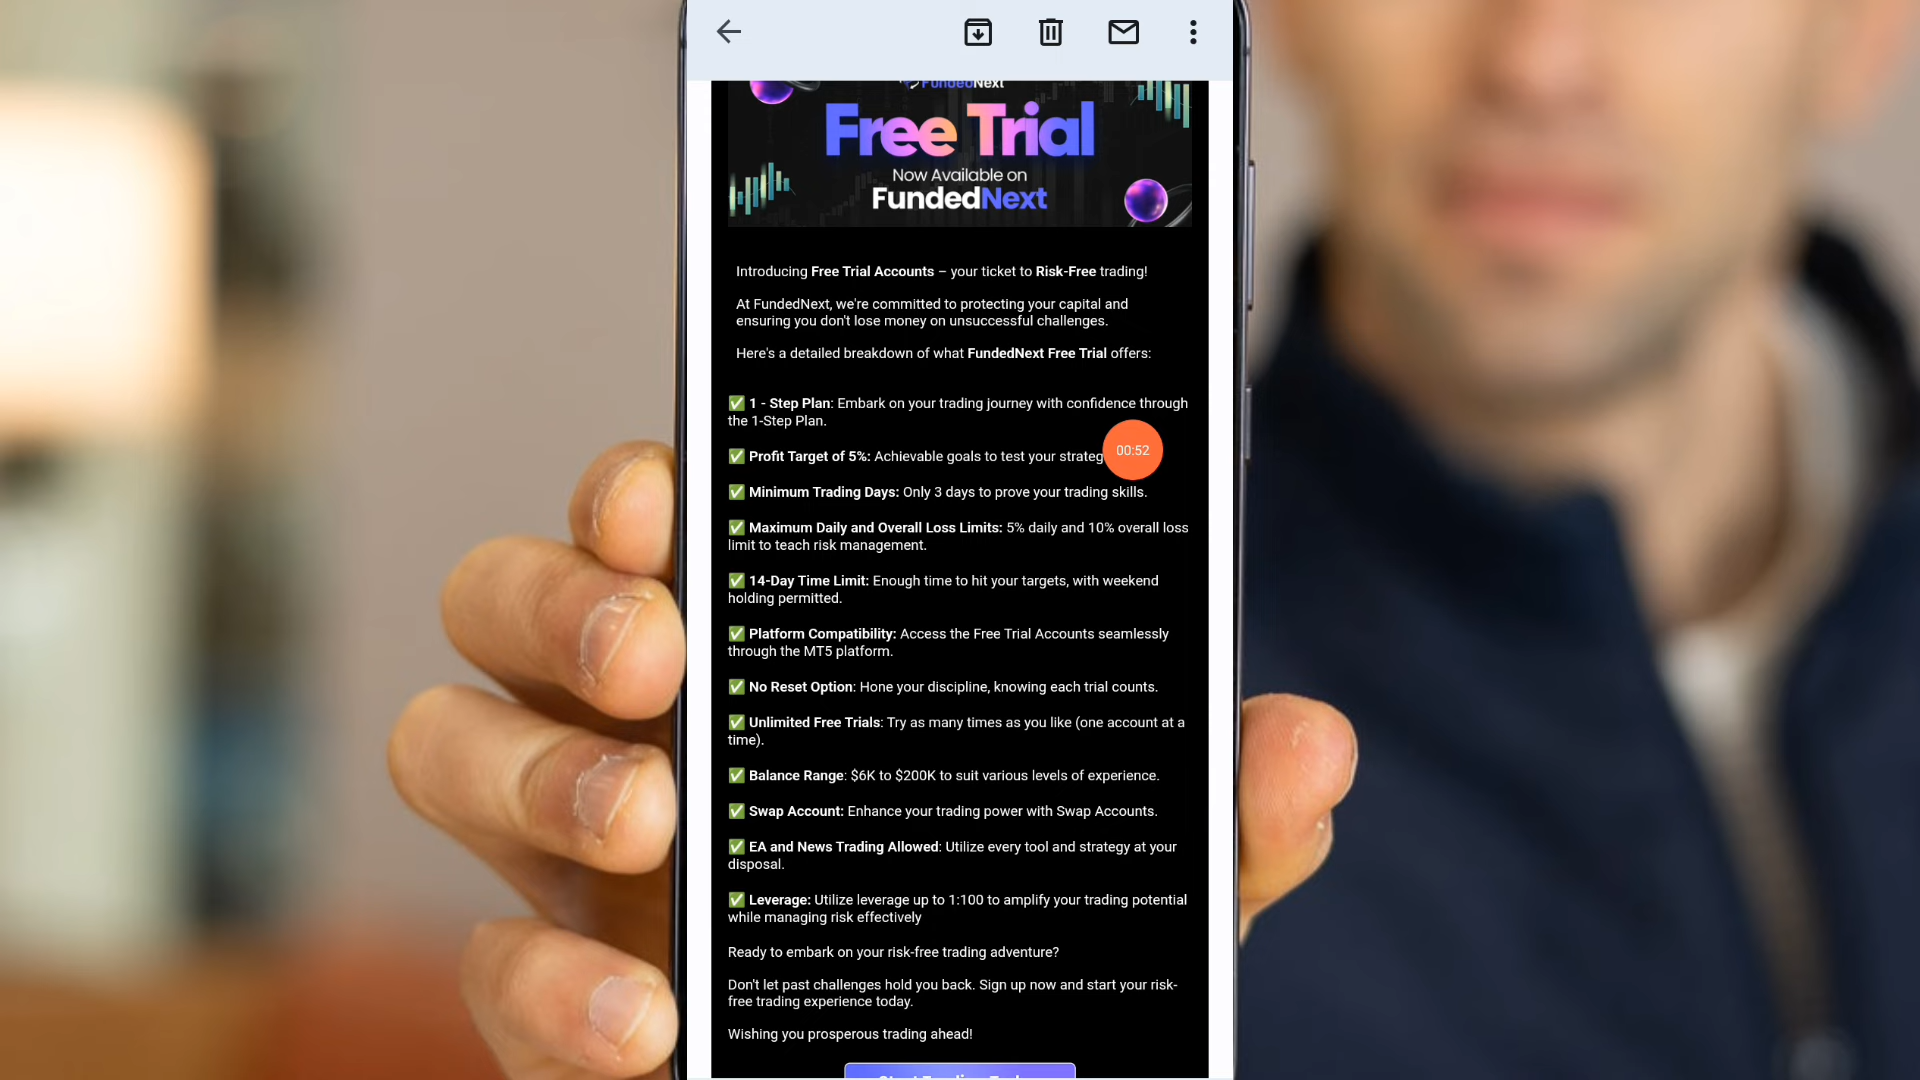 FundedNext
Free Trial
Now Available on
FundedNext
Introducing Free Trial Accounts – your ticket to Risk-Free trading!
At FundedNext, we're committed to protecting your capital and
ensuring you don't lose money on unsuccessful challenges.
Here's a detailed breakdown of what FundedNext Free Trial offers:
✅ 1 - Step Plan: Embark on your trading journey with confidence through
the 1-Step Plan.
✅ Profit Target of 5%: Achievable goals to test your strateg
00:52
✅ Minimum Trading Days: Only 3 days to prove your trading skills.
✅ Maximum Daily and Overall Loss Limits: 5% daily and 10% overall loss
limit to teach risk management.
✅ 14-Day Time Limit: Enough time to hit your targets, with weekend
holding permitted.
✅ Platform Compatibility: Access the Free Trial Accounts seamlessly
through the MT5 platform.
✅ No Reset Option: Hone your discipline, knowing each trial counts.
✅ Unlimited Free Trials: Try as many times as you like (one account at a
time).
✅ Balance Range: $6K to $200K to suit various levels of experience.
✅ Swap Account: Enhance your trading power with Swap Accounts.
✅ EA and News Trading Allowed: Utilize every tool and strategy at your
disposal.
✅ Leverage: Utilize leverage up to 1:100 to amplify your trading potential
while managing risk effectively
Ready to embark on your risk-free trading adventure?
Don't let past challenges hold you back. Sign up now and start your risk-
free trading experience today.
Wishing you prosperous trading ahead!